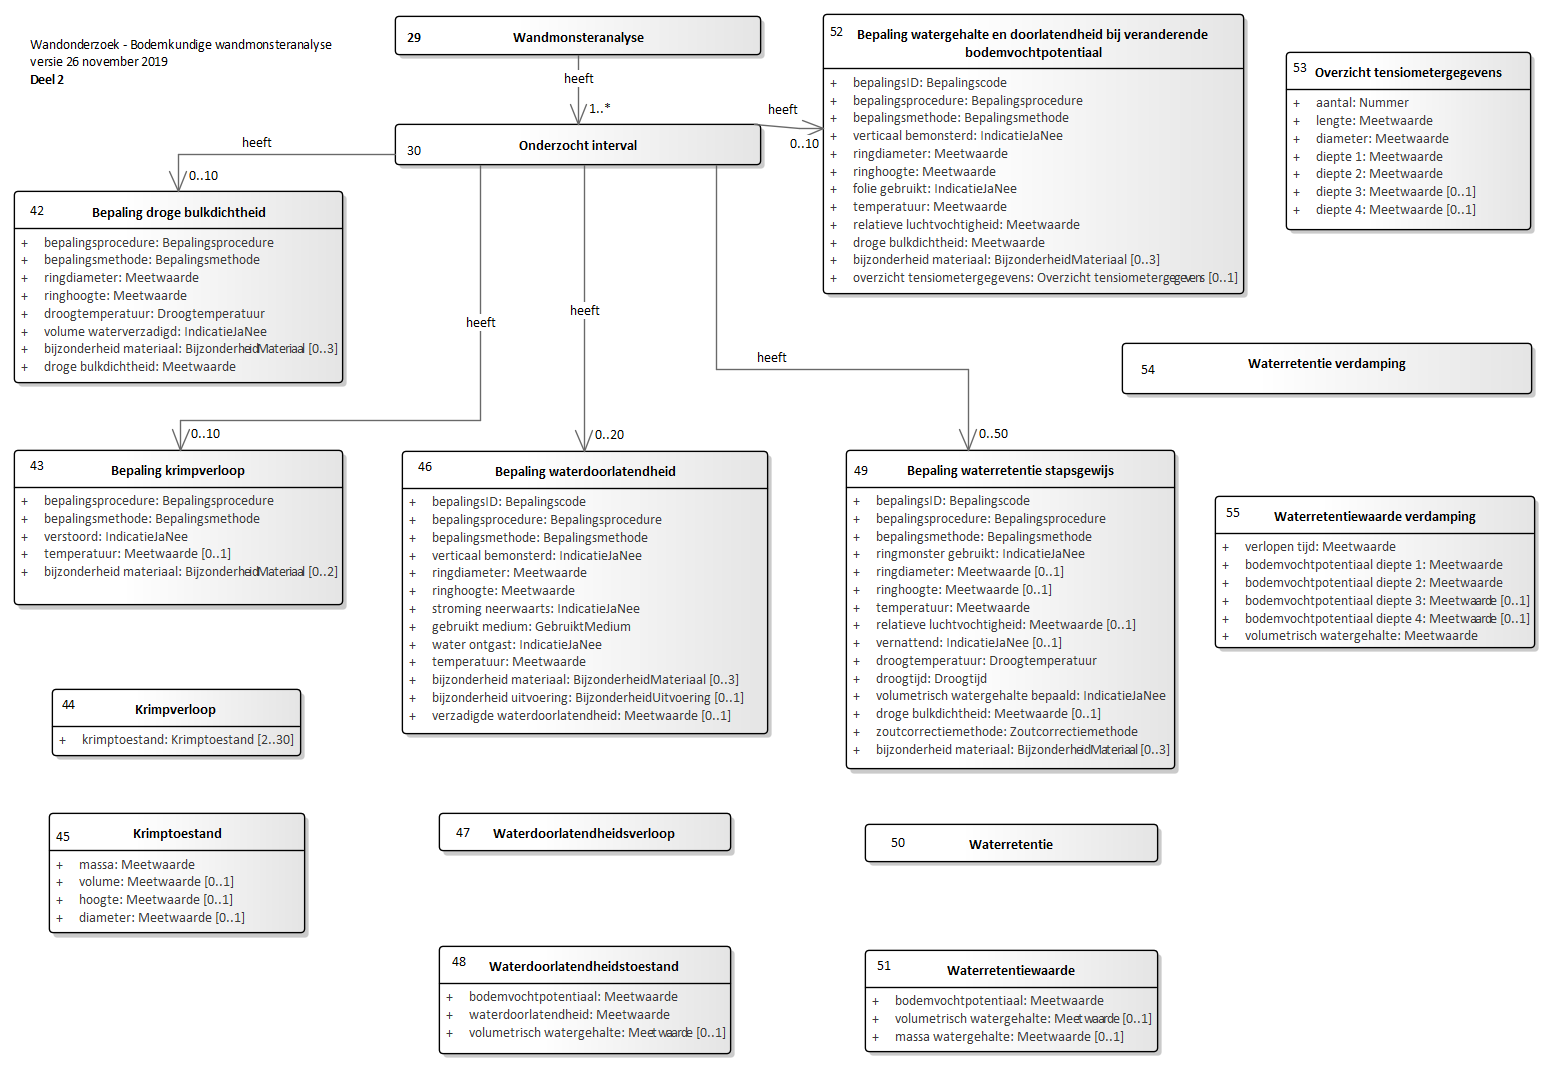 Wandonderzoek - Bodemkundige wandmonsteranalyse
versie 26 november 2019
Deel 2
29 Wandmonsteranalyse
heeft
1..*
30 Onderzocht interval
heeft
0..10
heeft
0..10
52 Bepaling watergehalte en doorlatendheid bij veranderende
bodemvochtpotentiaal
+ bepalingsID: Bepalingscode
+ bepalingsprocedure: Bepalingsprocedure
+ bepalingsmethode: Bepalingsmethode
+ verticaal bemonsterd: IndicatieJaNee
+ ringdiameter: Meetwaarde
+ ringhoogte: Meetwaarde
+ folie gebruikt: IndicatieJaNee
+ temperatuur: Meetwaarde
+ relatieve luchtvochtigheid: Meetwaarde
+ droge bulkdichtheid: Meetwaarde
+ bijzonderheid materiaal: BijzonderheidMateriaal [0..3]
+ overzicht tensiometergegevens: Overzicht tensiometergegevens [0..1]
53 Overzicht tensiometergegevens
+ aantal: Nummer
+ lengte: Meetwaarde
+ diameter: Meetwaarde
+ diepte 1: Meetwaarde
+ diepte 2: Meetwaarde
+ diepte 3: Meetwaarde [0..1]
+ diepte 4: Meetwaarde [0..1]
42 Bepaling droge bulkdichtheid
+ bepalingsprocedure: Bepalingsprocedure
+ bepalingsmethode: Bepalingsmethode
+ ringdiameter: Meetwaarde
+ ringhoogte: Meetwaarde
+ droogtemperatuur: Droogtemperatuur
+ volume waterverzadigd: IndicatieJaNee
+ bijzonderheid materiaal: BijzonderheidMateriaal [0..3]
+ droge bulkdichtheid: Meetwaarde
heeft
0..10
heeft
0..20
heeft
0..50
54 Waterretentie verdamping
43 Bepaling krimpverloop
+ bepalingsprocedure: Bepalingsprocedure
+ bepalingsmethode: Bepalingsmethode
+ verstoord: IndicatieJaNee
+ temperatuur: Meetwaarde [0..1]
+ bijzonderheid materiaal: BijzonderheidMateriaal [0..2]
46 Bepaling waterdoorlatendheid
+ bepalingsID: Bepalingscode
+ bepalingsprocedure: Bepalingsprocedure
+ bepalingsmethode: Bepalingsmethode
+ verticaal bemonsterd: IndicatieJaNee
+ ringdiameter: Meetwaarde
+ ringhoogte: Meetwaarde
+ stroming neerwaarts: IndicatieJaNee
+ gebruikt medium: GebruiktMedium
+ water ontgast: IndicatieJaNee
+ temperatuur: Meetwaarde
+ bijzonderheid materiaal: BijzonderheidMateriaal [0..3]
+ bijzonderheid uitvoering: BijzonderheidUitvoering [0..1]
+ verzadigde waterdoorlatendheid: Meetwaarde [0..1]
49 Bepaling waterretentie stapsgewijs
+ bepalingsID: Bepalingscode
+ bepalingsprocedure: Bepalingsprocedure
+ bepalingsmethode: Bepalingsmethode
+ ringmonster gebruikt: IndicatieJaNee
+ ringdiameter: Meetwaarde [0..1]
+ ringhoogte: Meetwaarde [0..1]
+ temperatuur: Meetwaarde
+ relatieve luchtvochtigheid: Meetwaarde [0..1]
+ vernattend: IndicatieJaNee [0..1]
+ droogtemperatuur: Droogtemperatuur
+ droogtijd: Droogtijd
+ volumetrisch watergehalte bepaald: IndicatieJaNee
+ droge bulkdichtheid: Meetwaarde [0..1]
+ zoutcorrectiemethode: Zoutcorrectiemethode
+ bijzonderheid materiaal: BijzonderheidMateriaal [0..3]
55 Waterretentiewaarde verdamping
+ verlopen tijd: Meetwaarde
+ bodemvochtpotentiaal diepte 1: Meetwaarde
+ bodemvochtpotentiaal diepte 2: Meetwaarde
+ bodemvochtpotentiaal diepte 3: Meetwaarde [0..1]
+ bodemvochtpotentiaal diepte 4: Meetwaarde [0..1]
+ volumetrisch watergehalte: Meetwaarde
44 Krimpverloop
+ krimptoestand: Krimptoestand [2..30]
45 Krimptoestand
+ massa: Meetwaarde
+ volume: Meetwaarde [0..1]
+ hoogte: Meetwaarde [0..1]
+ diameter: Meetwaarde [0..1]
47 Waterdoorlatendheidsverloop
50 Waterretentie
48 Waterdoorlatendheidstoestand
+ bodemvochtpotentiaal: Meetwaarde
+ waterdoorlatendheid: Meetwaarde
+ volumetrisch watergehalte: Meetwaarde [0..1]
51 Waterretentiewaarde
+ bodemvochtpotentiaal: Meetwaarde
+ volumetrisch watergehalte: Meetwaarde [0..1]
+ massa watergehalte: Meetwaarde [0..1]